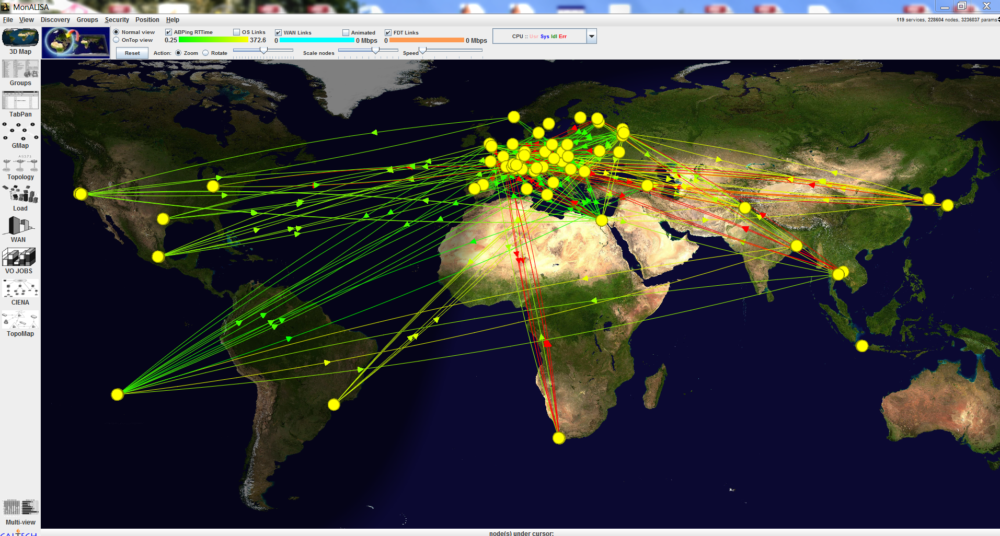 MonALISA
File View Discovery Groups Security Position Help
119 services, 228604 nodes, 3236037 params
3D Map
Groups
TabPan
GMap
AS371
Topology
Load
WAN
VO JOBS
CIENA
TopoMap
Multi-view
CALTECH
Normal view
OnTop view
Reset
ABPing RTTime
0.25 372.6
OS Links
WAN Links
0 0 Mbps
Animated
FDT Links
0 0 Mbps
Action: Zoom Rotate
Scale nodes
Speed
CPU :: Usr Sys Idl Err
node(s) under cursor: